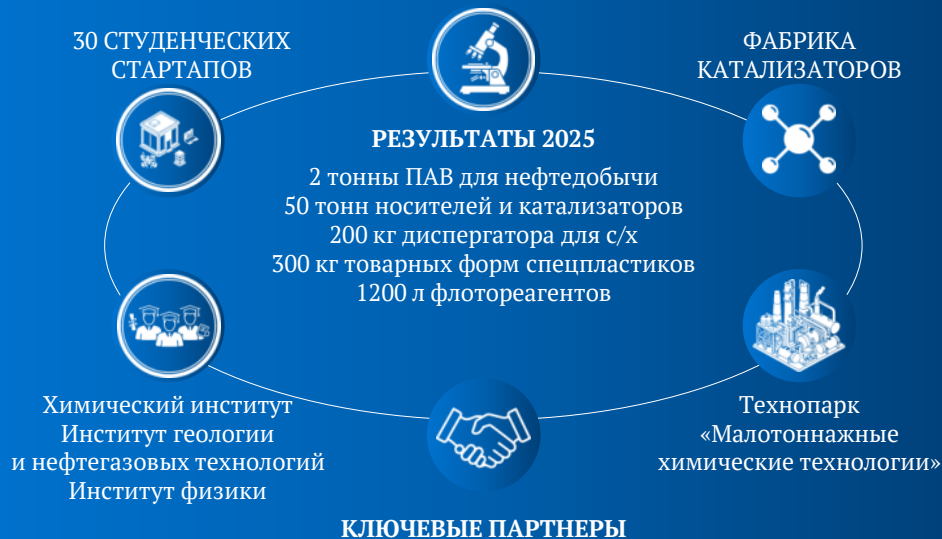 30 СТУДЕНЧЕСКИХ
СТАРТАПОВ
ФАБРИКА
КАТАЛИЗАТОРОВ
РЕЗУЛЬТАТЫ 2025
2 тонны ПАВ для нефтедобычи
50 тонн носителей и катализаторов
200 кг диспергатора для с/х
300 кг товарных форм спецпластиков
1200 л флотореагентов
Химический институт
Институт геологии
и нефтегазовых технологий
Институт физики
Технопарк
«Малотоннажные
химические технологии»
КЛЮЧЕВЫЕ ПАРТНЕРЫ